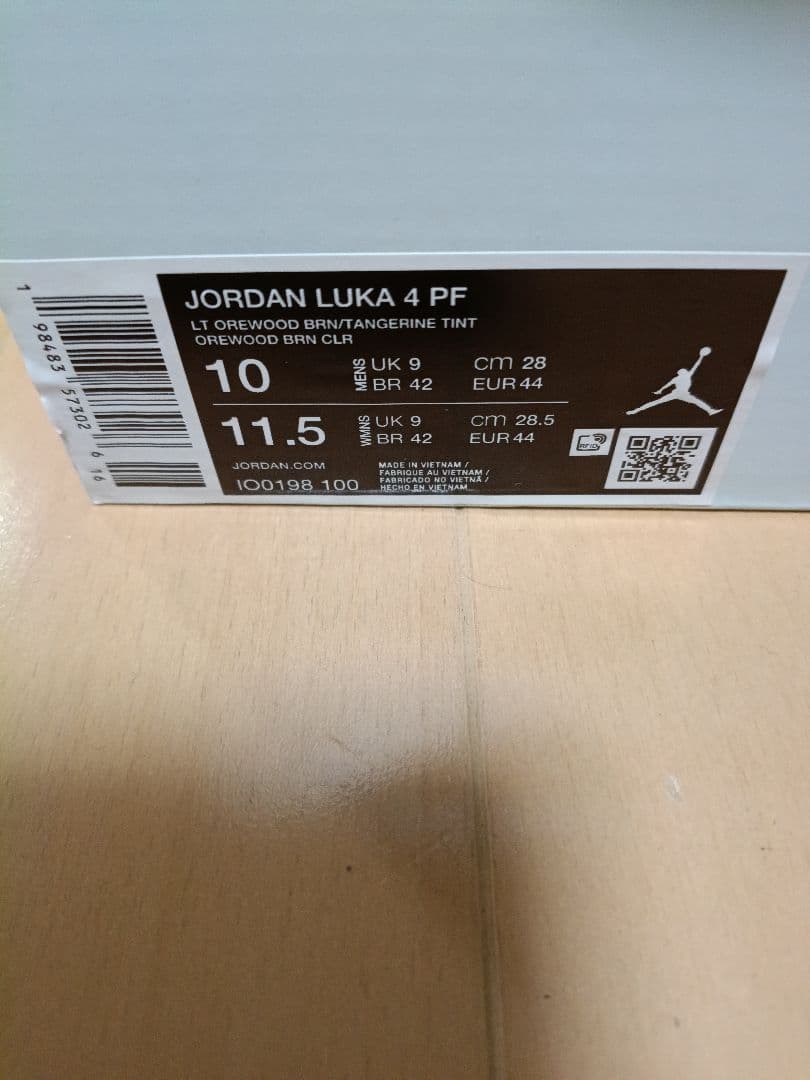 JORDAN LUKA 4 PF
LT OREWOOD BRN/TANGERINE TINT
OREWOOD BRN CLR
10 MENS UK 9 cm 28
BR 42 EUR 44
11.5 WMNS UK 9 cm 28.5
BR 42 EUR 44
RFID
JORDAN.COM
IO0198 100
MADE IN VIETNAM /
FABRIQUE AU VIETNAM /
FABRICADO NO VIETNÃ /
HECHO EN VIETNAM
1 98483 57302 6 16